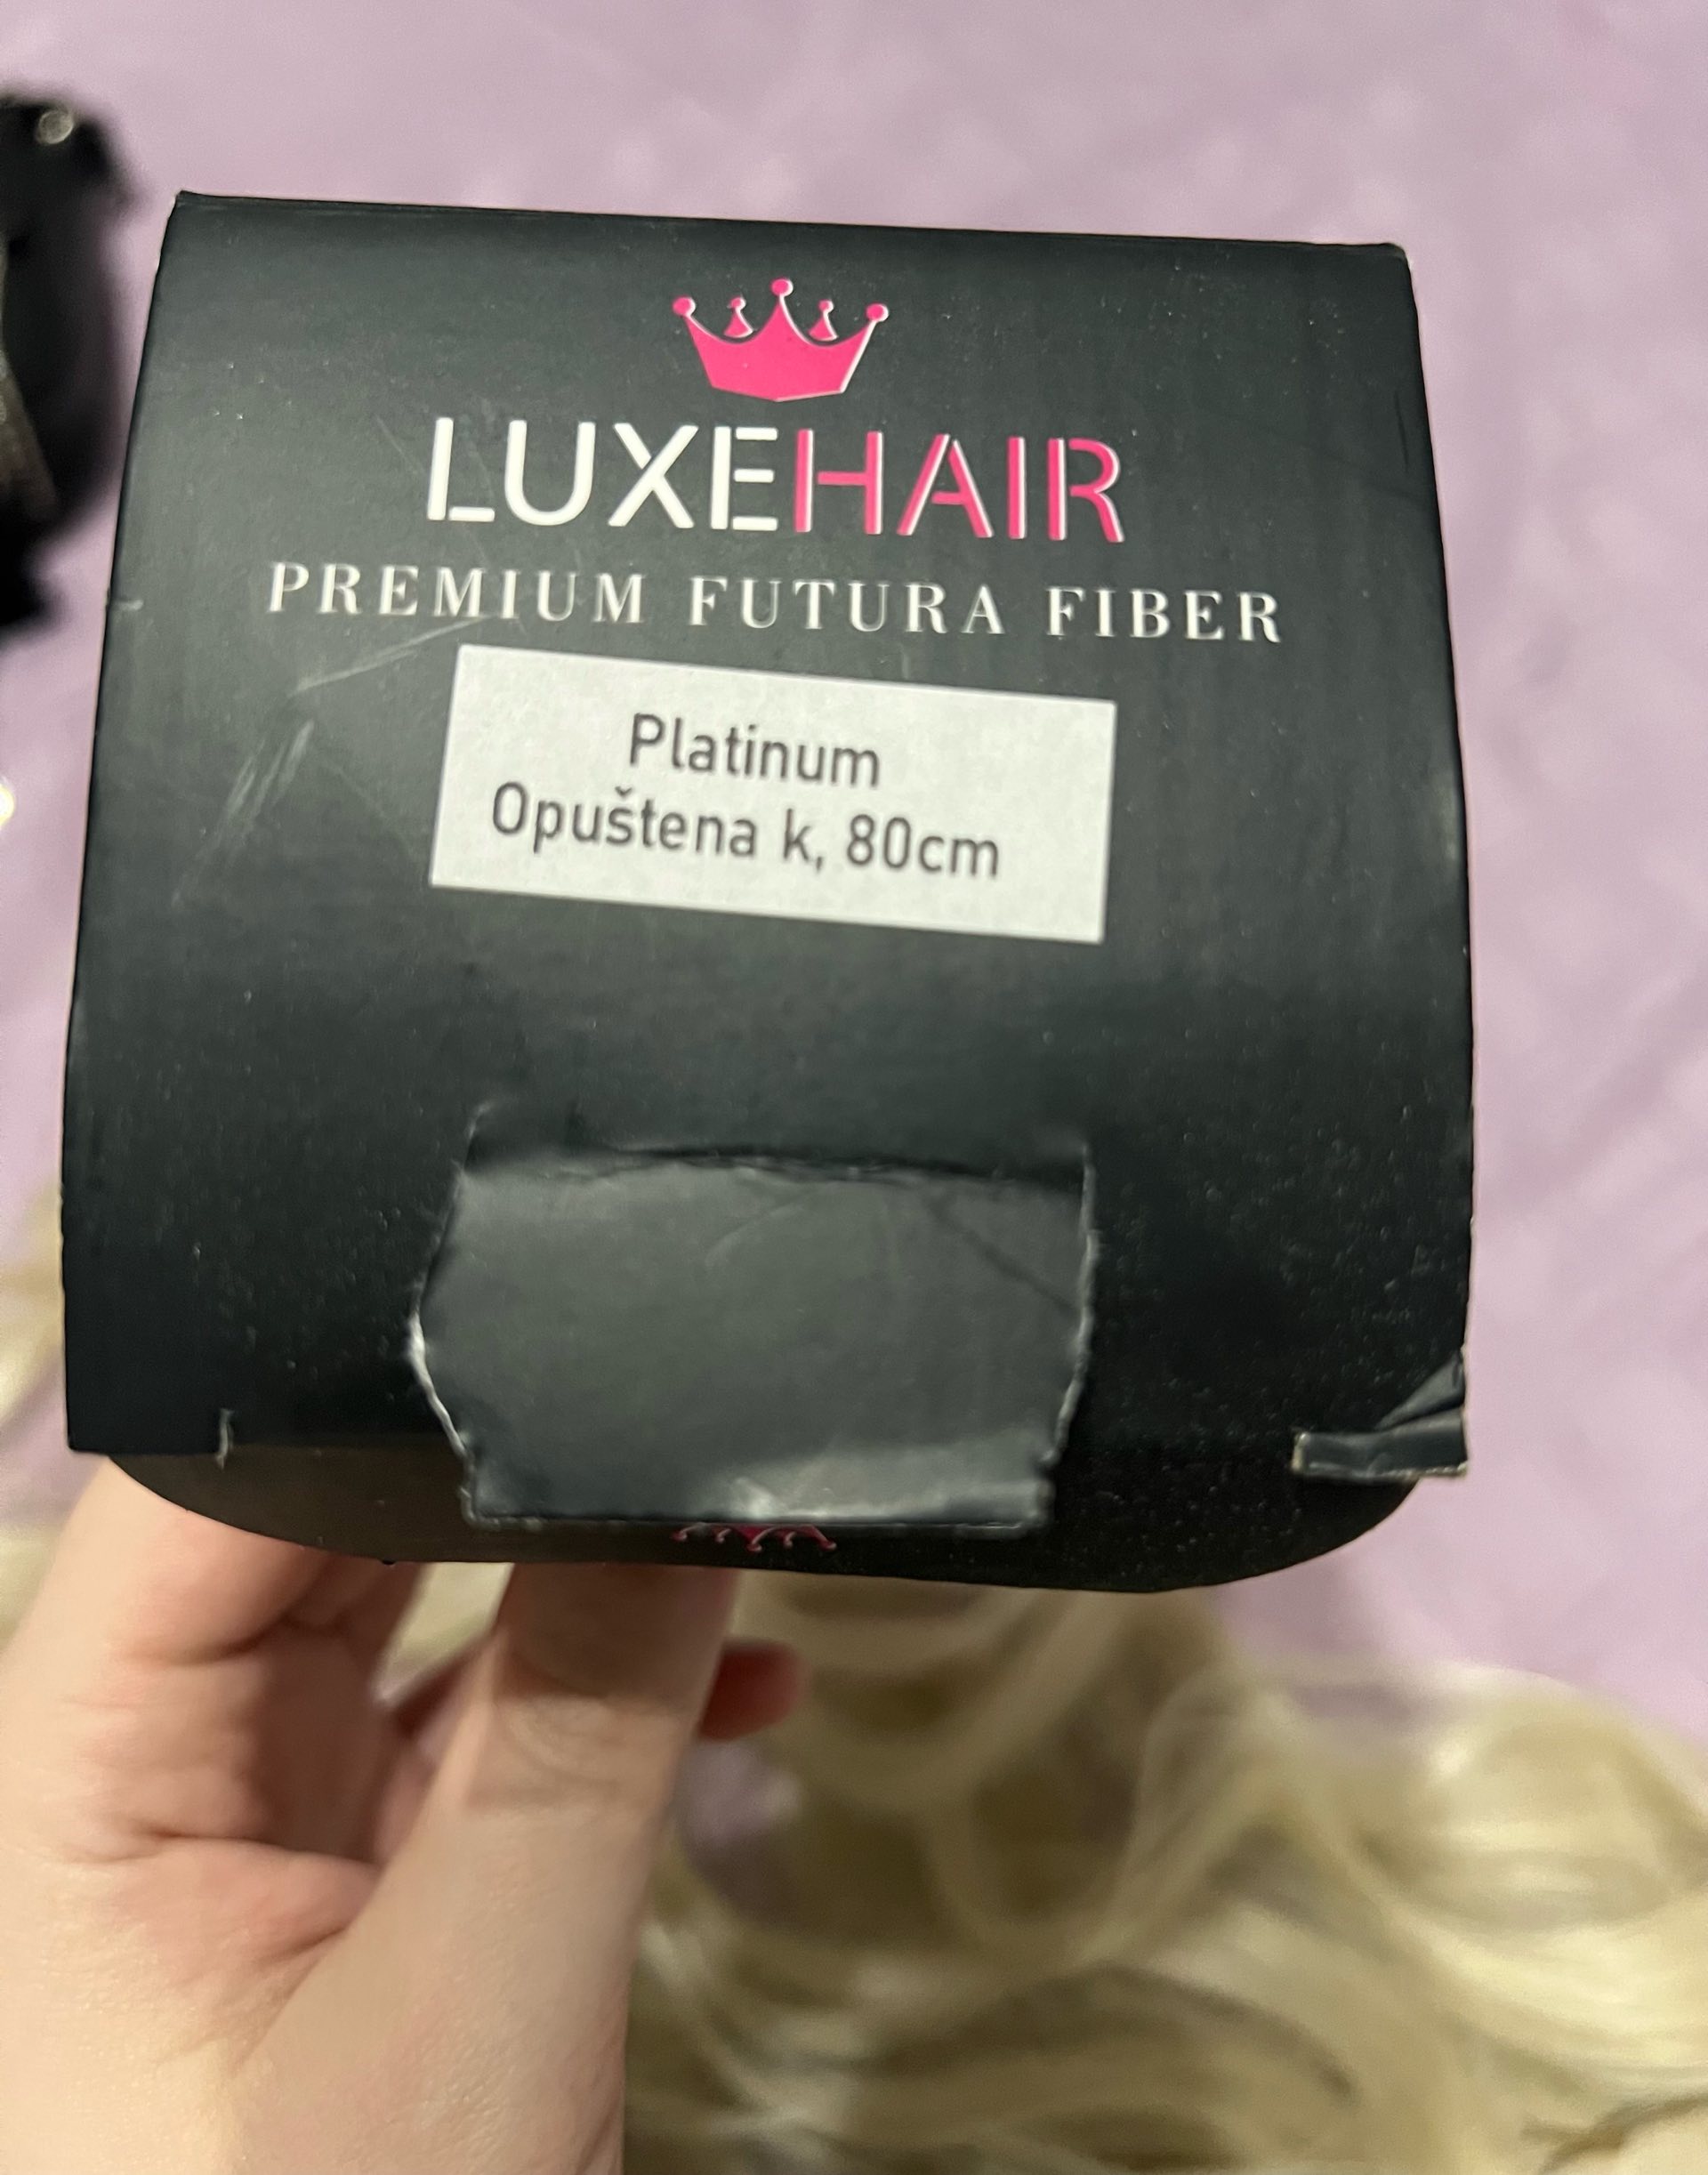 LUXEHAIR
PREMIUM FUTURA FIBER
Platinum
Opuštena k, 80cm